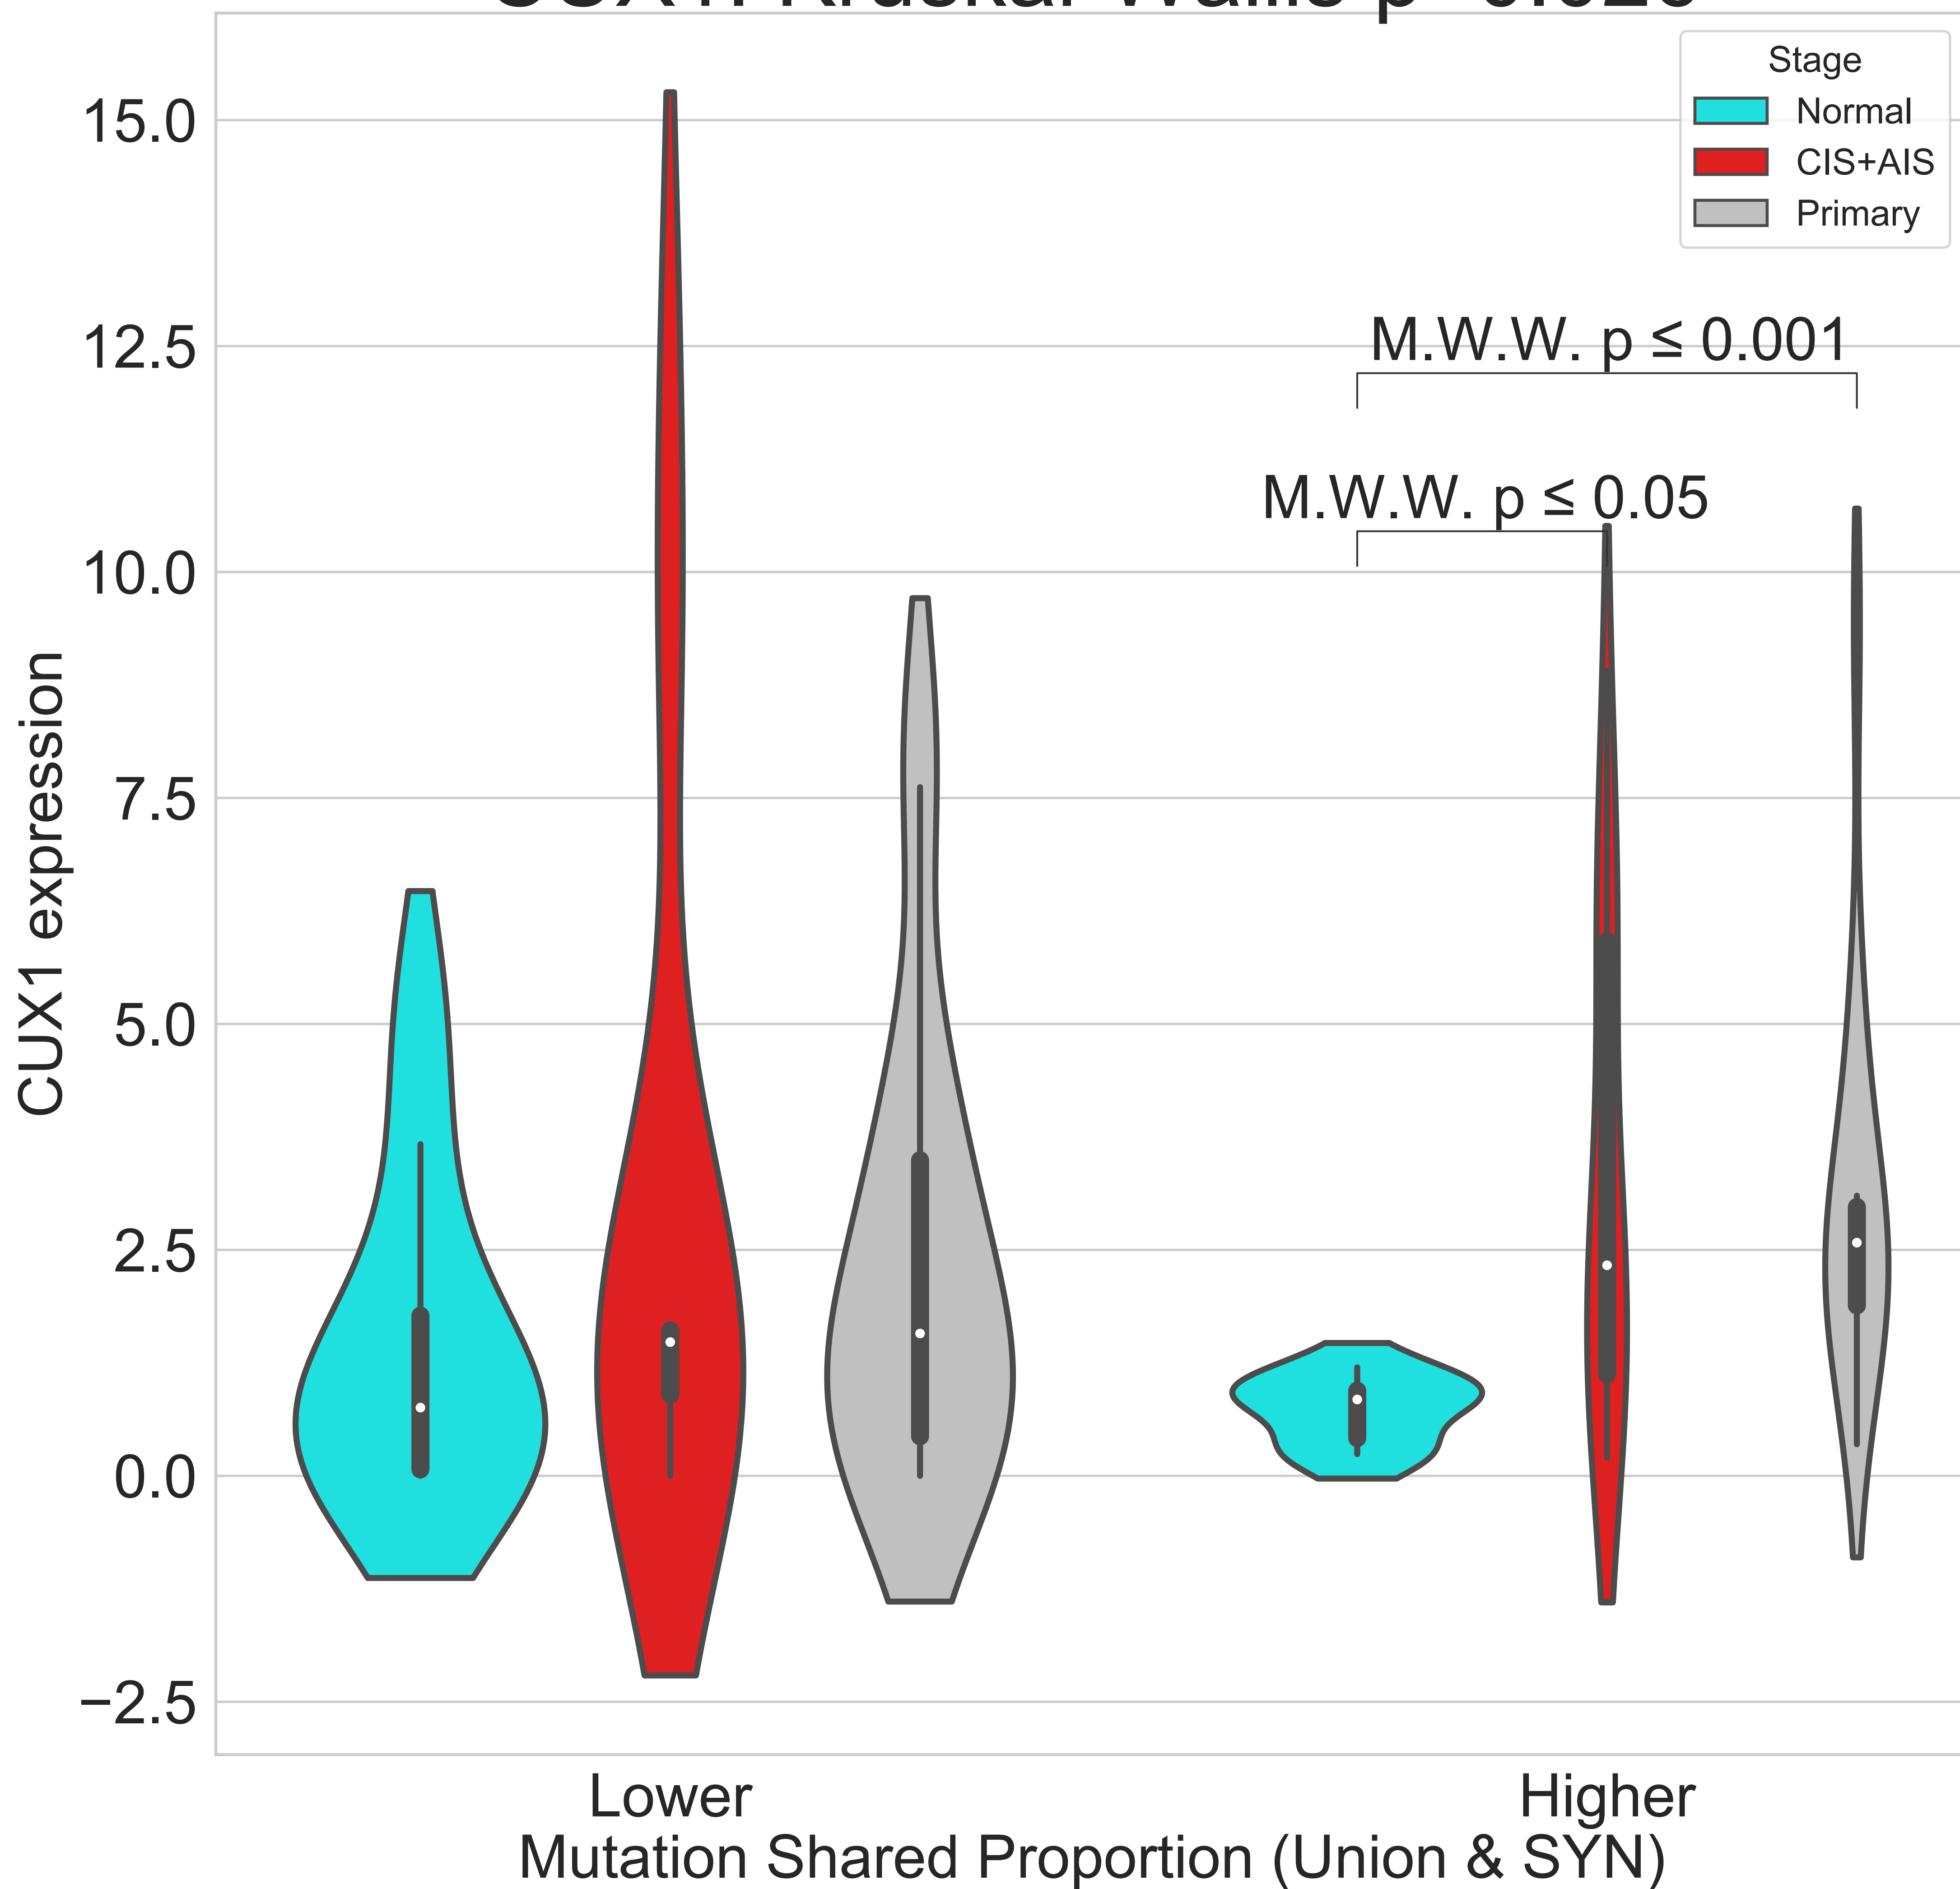 Stage
Normal
CIS+AIS
Primary
15.0
12.5
10.0
7.5
5.0
2.5
0.0
−2.5
M.W.W. p ≤ 0.001
M.W.W. p ≤ 0.05
CUX1 expression
Lower
Higher
Mutation Shared Proportion (Union & SYN)